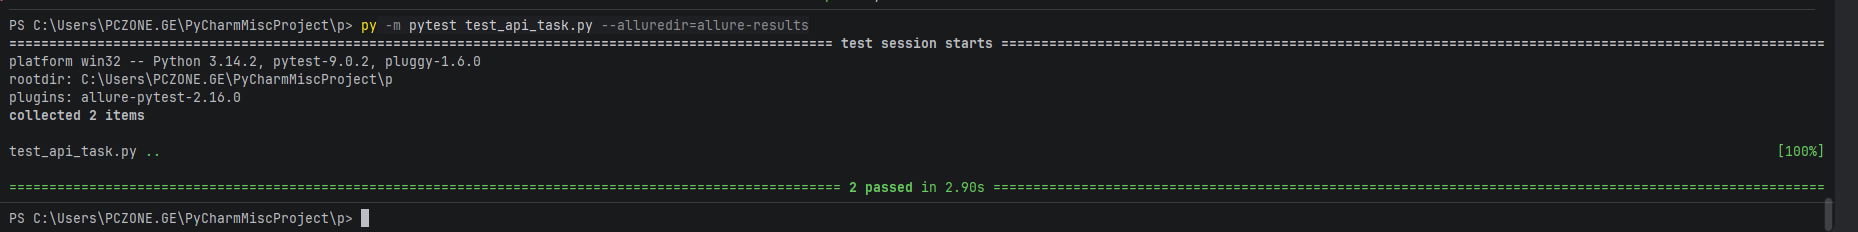 PS C:\Users\PCZONE.GE\PyCharmMiscProject\p> py -m pytest test_api_task.py --alluredir=allure-results
======================================================================================================= test session starts =======================================================================================================
platform win32 -- Python 3.14.2, pytest-9.0.2, pluggy-1.6.0
rootdir: C:\Users\PCZONE.GE\PyCharmMiscProject\p
plugins: allure-pytest-2.16.0
collected 2 items
test_api_task.py .. [100%]
======================================================================================================== 2 passed in 2.90s ========================================================================================================
PS C:\Users\PCZONE.GE\PyCharmMiscProject\p>